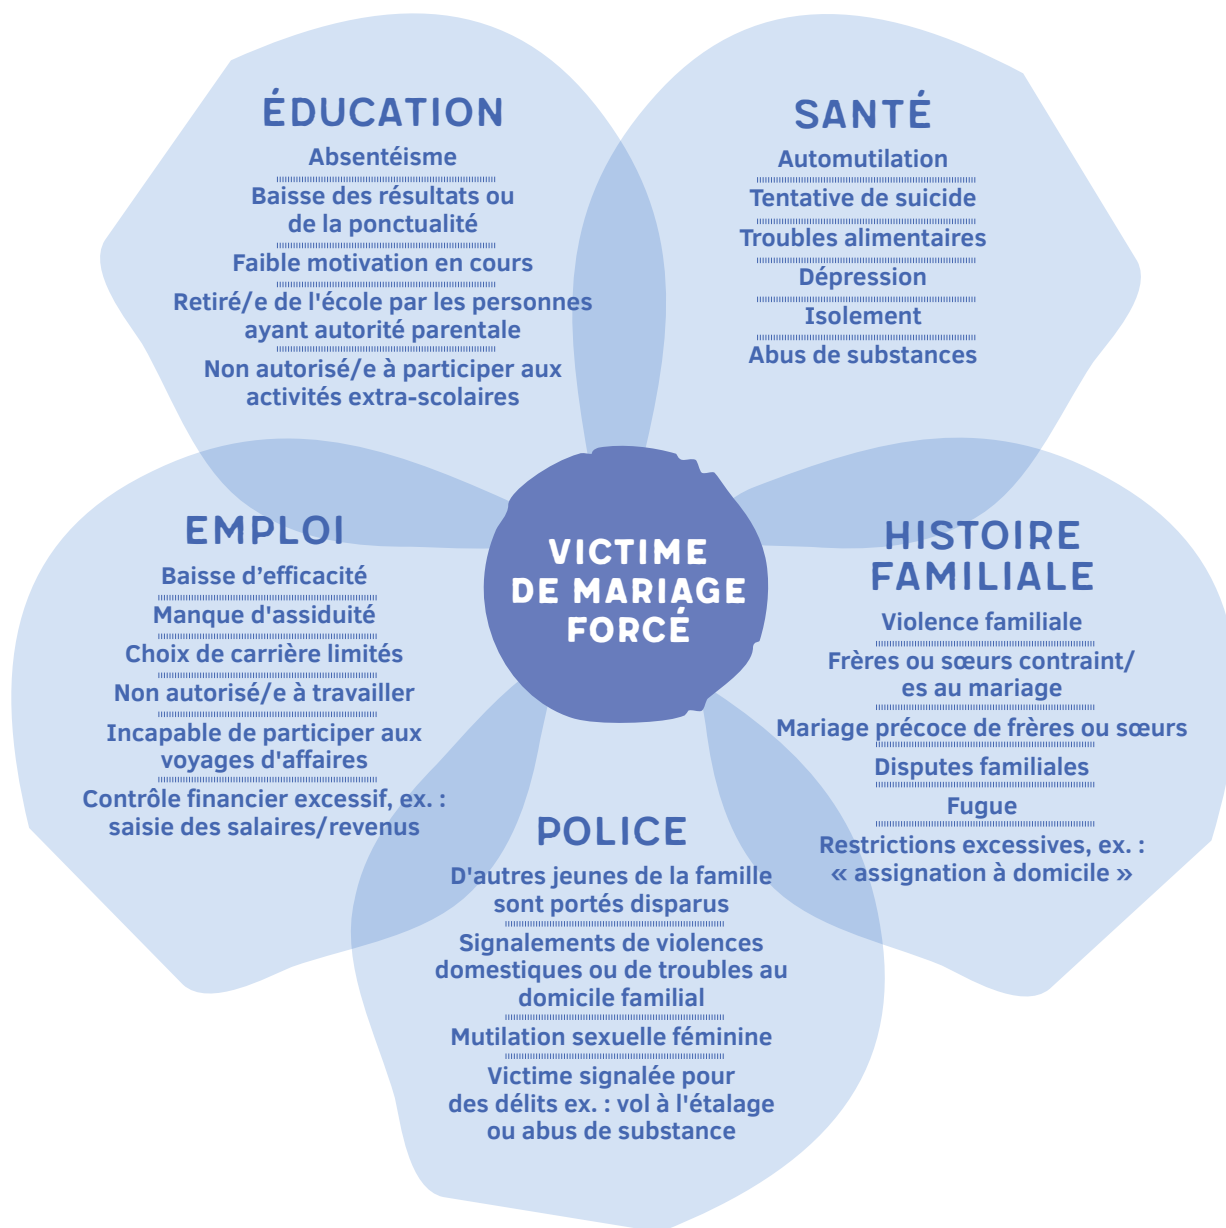 ÉDUCATION
Absentéisme
Baisse des résultats ou
de la ponctualité
Faible motivation en cours
Retiré/e de l'école par les personnes
ayant autorité parentale
Non autorisé/e à participer aux
activités extra-scolaires
SANTÉ
Automutilation
Tentative de suicide
Troubles alimentaires
Dépression
Isolement
Abus de substances
EMPLOI
Baisse d’efficacité
Manque d'assiduité
Choix de carrière limités
Non autorisé/e à travailler
Incapable de participer aux
voyages d'affaires
Contrôle financier excessif, ex. :
saisie des salaires/revenus
VICTIME
DE MARIAGE
FORCÉ
HISTOIRE
FAMILIALE
Violence familiale
Frères ou sœurs contraint/
es au mariage
Mariage précoce de frères ou sœurs
Disputes familiales
Fugue
Restrictions excessives, ex. :
« assignation à domicile »
POLICE
D'autres jeunes de la famille
sont portés disparus
Signalements de violences
domestiques ou de troubles au
domicile familial
Mutilation sexuelle féminine
Victime signalée pour
des délits ex. : vol à l'étalage
ou abus de substance